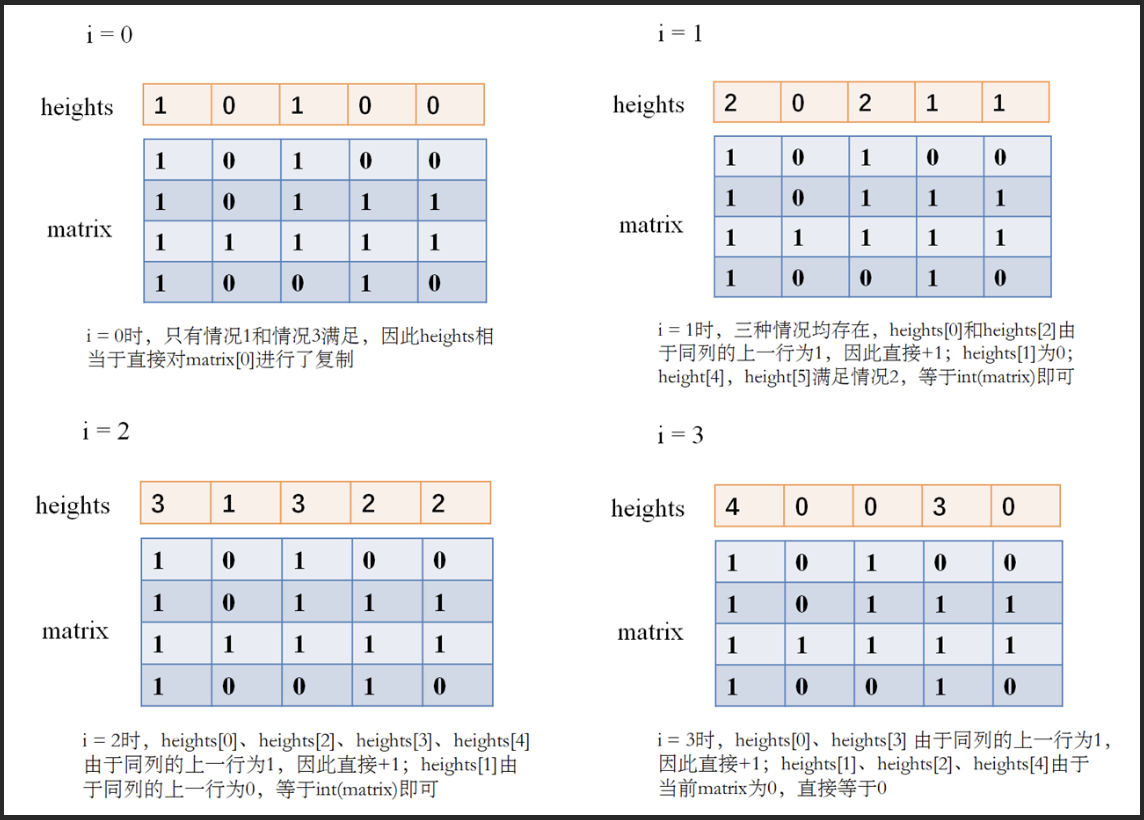 i = 0
heights 1 0 1 0 0
1 0 1 0 0
1 0 1 1 1
matrix
1 1 1 1 1
1 0 0 1 0
i = 0时，只有情况1和情况3满足，因此heights相
当于直接对matrix[0]进行了复制
i = 1
heights 2 0 2 1 1
1 0 1 0 0
1 0 1 1 1
matrix
1 1 1 1 1
1 0 0 1 0
i = 1时，三种情况均存在，heights[0]和heights[2]由
于同列的上一行为1，因此直接+1；heights[1]为0；
height[4]，height[5]满足情况2，等于int(matrix)即可
i = 2
heights 3 1 3 2 2
1 0 1 0 0
1 0 1 1 1
matrix
1 1 1 1 1
1 0 0 1 0
i = 2时，heights[0]、heights[2]、heights[3]、heights[4]
由于同列的上一行为1，因此直接+1；heights[1]由
于同列的上一行为0，等于int(matrix)即可
i = 3
heights 4 0 0 3 0
1 0 1 0 0
1 0 1 1 1
matrix
1 1 1 1 1
1 0 0 1 0
i = 3时，heights[0]、heights[3] 由于同列的上一行为1，
因此直接+1；heights[1]、heights[2]、heights[4]由于
当前matrix为0，直接等于0